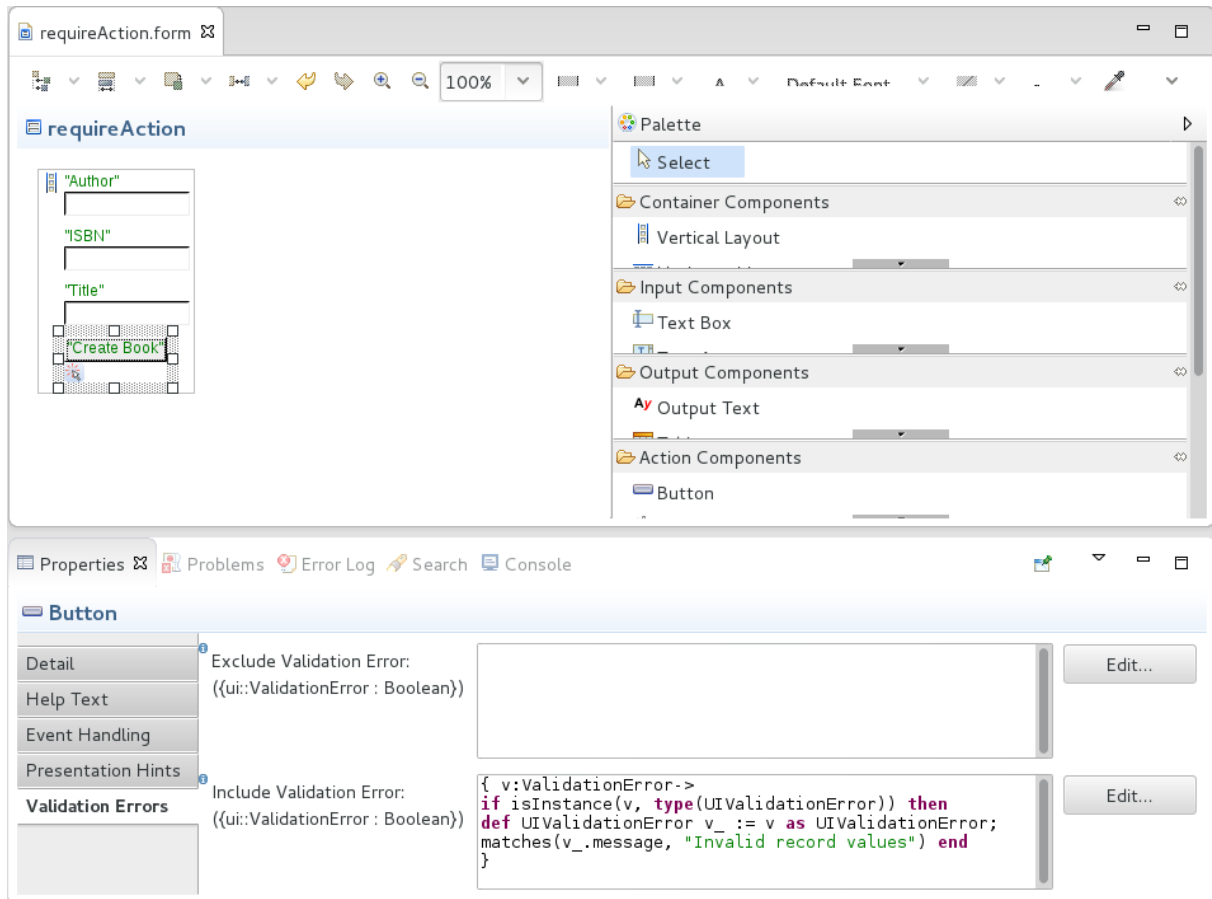 requireAction.form
100%
Default Font
requireAction
Palette
Select
"Author"
"ISBN"
"Title"
"Create Book"
Container Components
Vertical Layout
Input Components
Text Box
Output Components
Ay Output Text
Action Components
Button
Properties Problems Error Log Search Console
Button
Detail
Help Text
Event Handling
Presentation Hints
Validation Errors
Exclude Validation Error:
({ui::ValidationError : Boolean})
Edit...
Include Validation Error:
({ui::ValidationError : Boolean})
{ v:ValidationError->
if isInstance(v, type(UIValidationError)) then
def UIValidationError v_ := v as UIValidationError;
matches(v_.message, "Invalid record values") end
}
Edit...